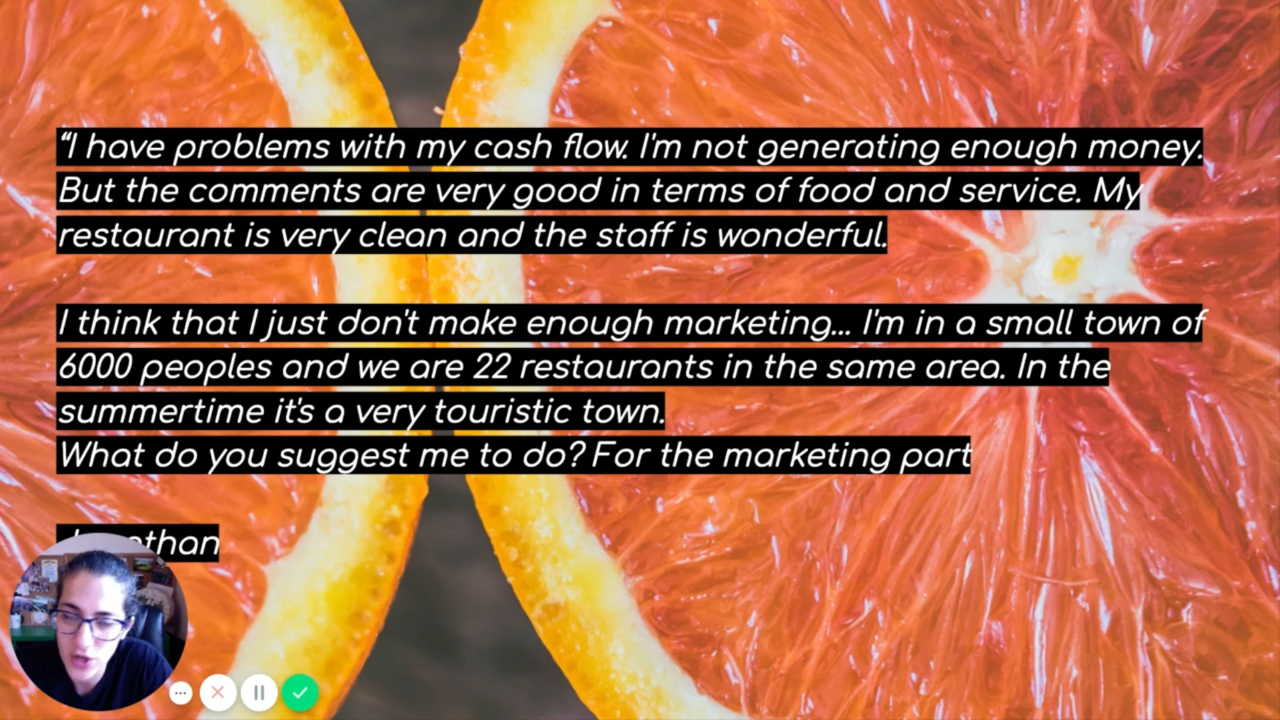 “I have problems with my cash flow. I'm not generating enough money.
But the comments are very good in terms of food and service. My
restaurant is very clean and the staff is wonderful.
I think that I just don't make enough marketing... I'm in a small town of
6000 peoples and we are 22 restaurants in the same area. In the
summertime it's a very touristic town.
What do you suggest me to do? For the marketing part